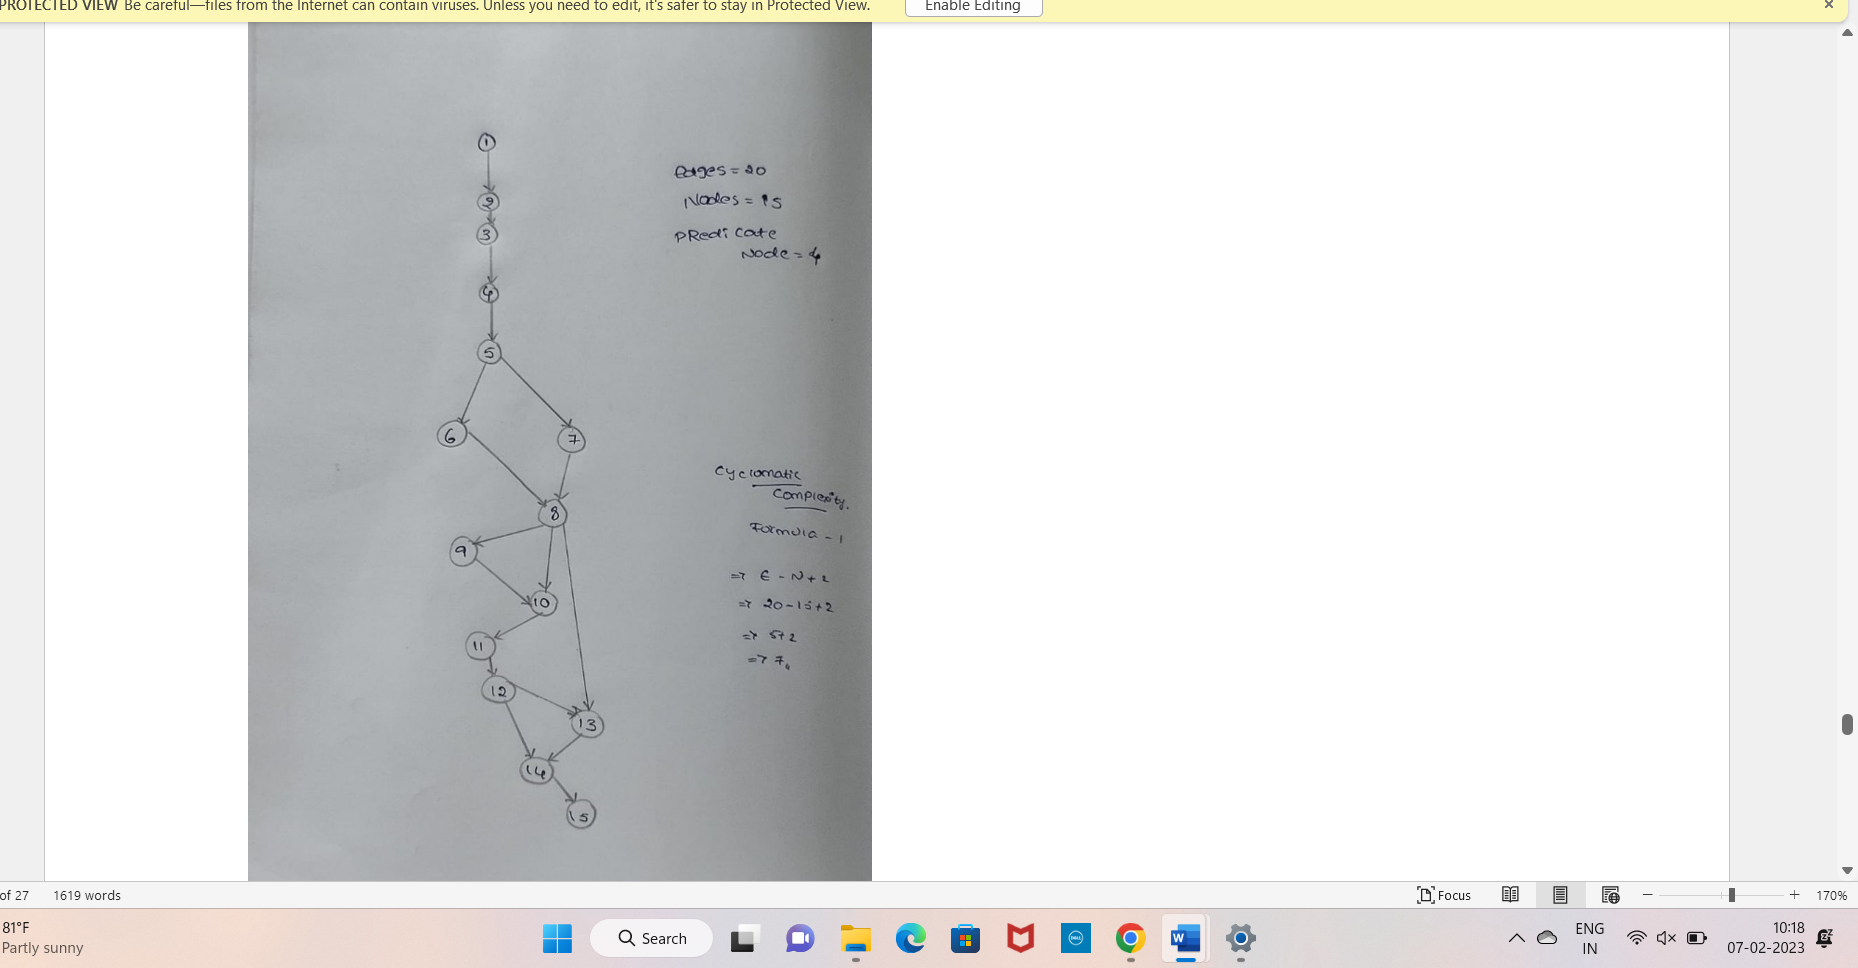 PROTECTED VIEW Be careful—files from the Internet can contain viruses. Unless you need to edit, it's safer to stay in Protected View.
Enable Editing
1
2
3
4
5
6
7
8
9
10
11
12
13
14
15
Edges = 20
Nodes = 15
PRedi cate
Node = 4
Cyclomatic
Complexity.
Formula - 1
=> E - N + 2
=> 20 - 15 + 2
=> 5 + 2
=> 7
of 27 1619 words
Focus
170%
81°F
Partly sunny
Search
DELL
W
ENG
IN
10:18
07-02-2023